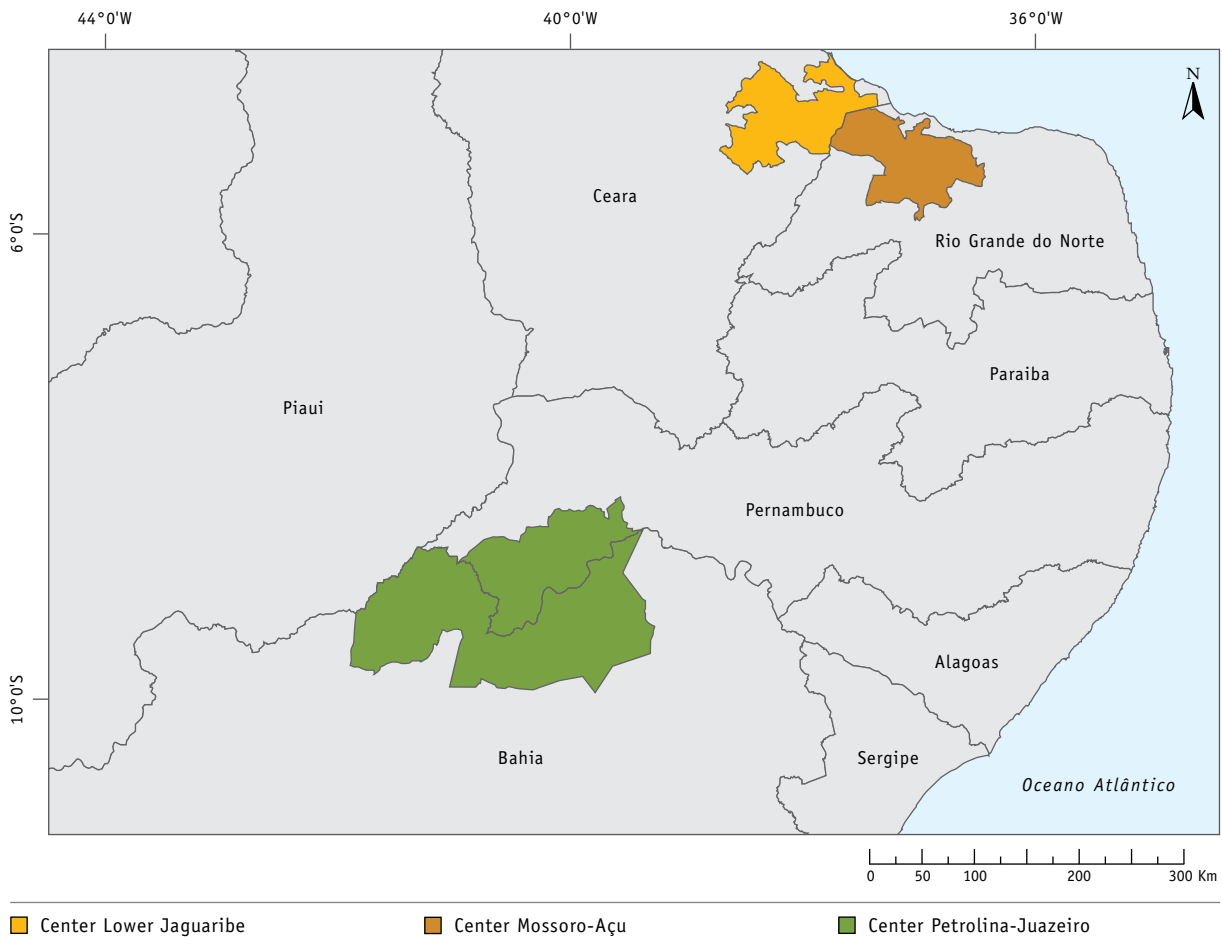 44°0'W 40°0'W 36°0'W
N
Ceara
6°0'S
Rio Grande do Norte
Paraiba
Piaui
Pernambuco
Alagoas
10°0'S
Bahia
Sergipe
Oceano Atlântico
0 50 100 200 300 Km
Center Lower Jaguaribe Center Mossoro-Açu Center Petrolina-Juazeiro